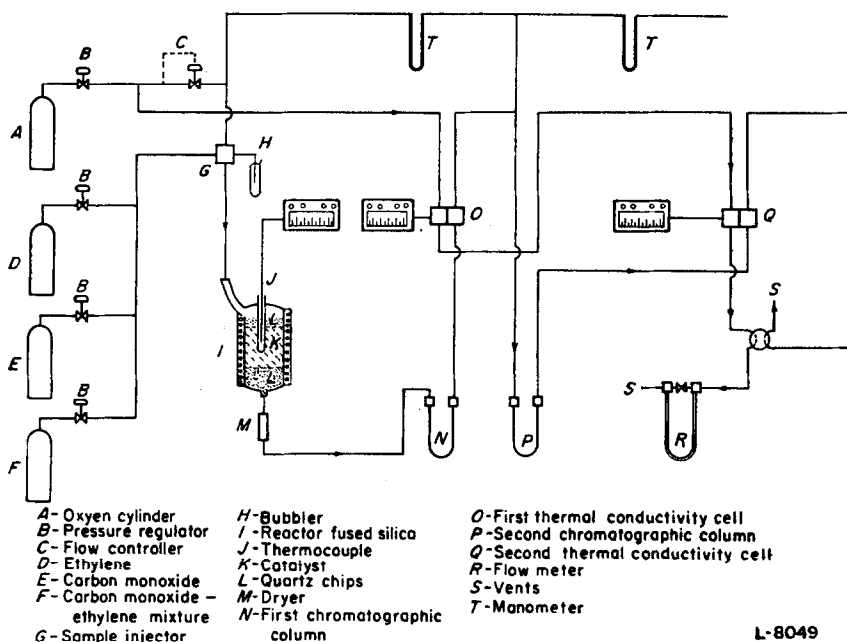 C
B
T
T
A
H
G
B
O
Q
D
J
S
B
L
K
I
E
L
S
B
M
N
P
R
F
A-Oxyen cylinder
B-Pressure regulator
C-Flow controller
D-Ethylene
E-Carbon monoxide
F-Carbon monoxide -
ethylene mixture
G-Sample injector
H-Bubbler
I-Reactor fused silica
J-Thermocouple
K-Catalyst
L-Quartz chips
M-Dryer
N-First chromatographic
column
O-First thermal conductivity cell
P-Second chromatographic column
Q-Second thermal conductivity cell
R-Flow meter
S-Vents
T-Manometer
L-8049